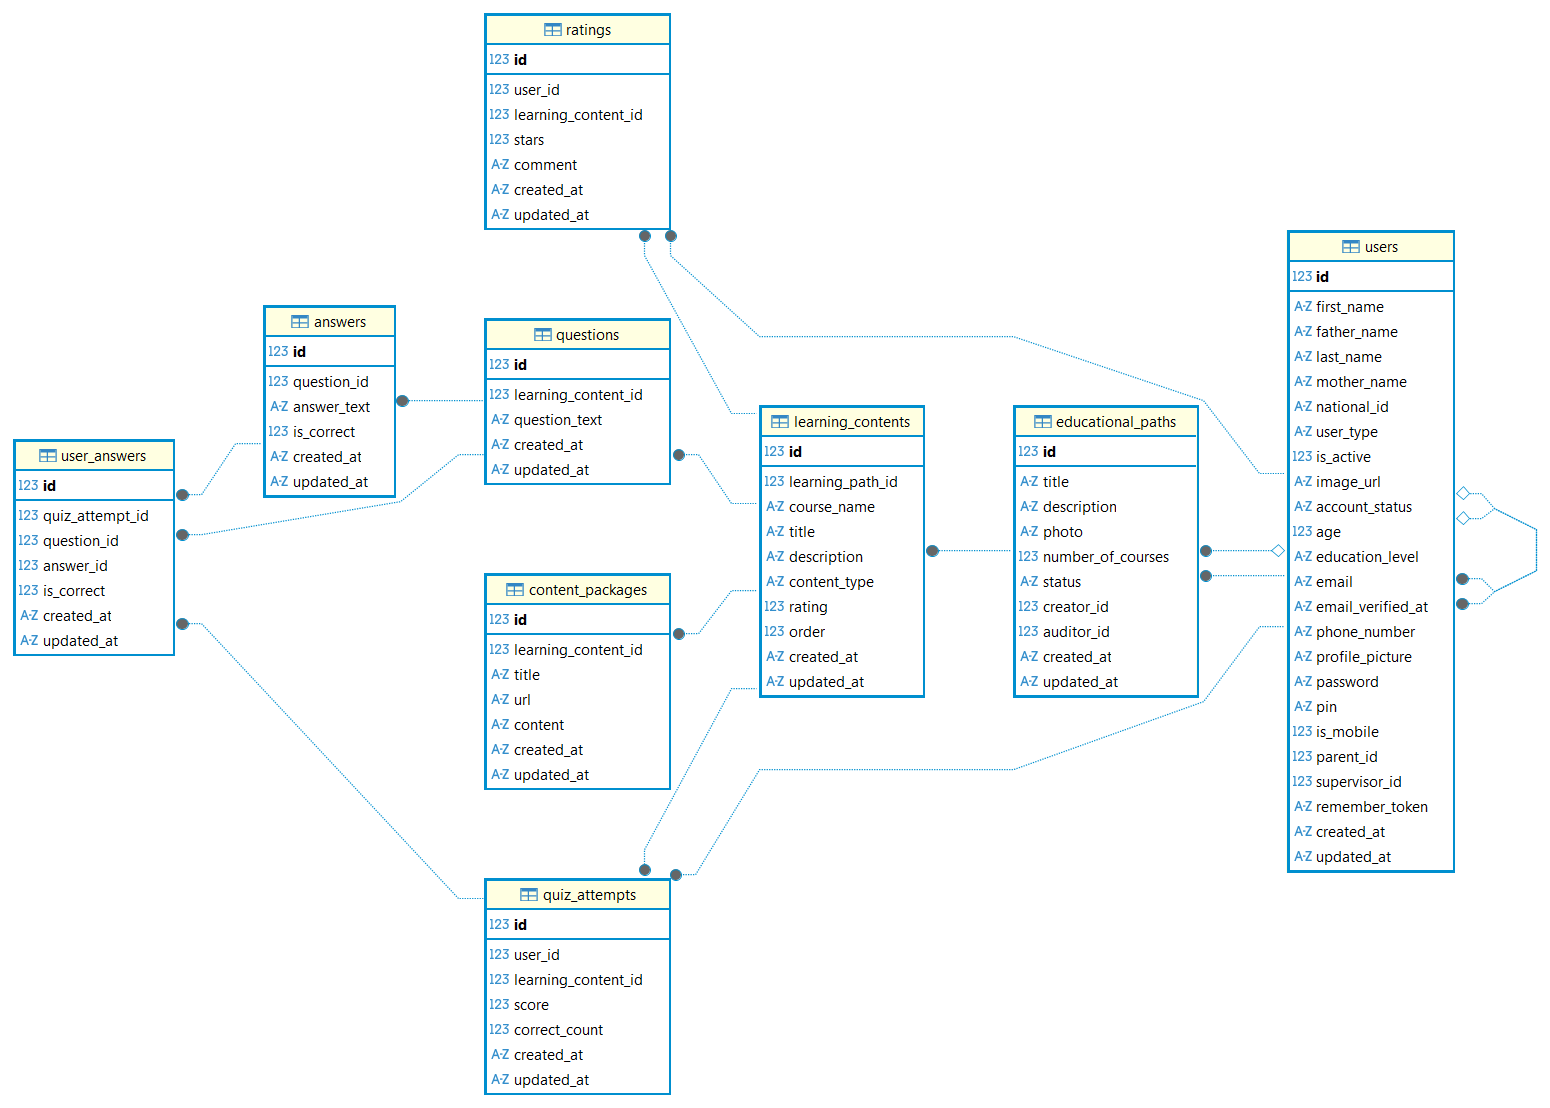 ratings
123 id
123 user_id
123 learning_content_id
123 stars
A-Z comment
A-Z created_at
A-Z updated_at
users
123 id
A-Z first_name
A-Z father_name
A-Z last_name
A-Z mother_name
A-Z national_id
A-Z user_type
123 is_active
A-Z image_url
A-Z account_status
123 age
A-Z education_level
A-Z email
A-Z email_verified_at
A-Z phone_number
A-Z profile_picture
A-Z password
A-Z pin
123 is_mobile
123 parent_id
123 supervisor_id
A-Z remember_token
A-Z created_at
A-Z updated_at
answers
123 id
123 question_id
A-Z answer_text
123 is_correct
A-Z created_at
A-Z updated_at
questions
123 id
123 learning_content_id
A-Z question_text
A-Z created_at
A-Z updated_at
learning_contents
123 id
123 learning_path_id
A-Z course_name
A-Z title
A-Z description
A-Z content_type
123 rating
123 order
A-Z created_at
A-Z updated_at
educational_paths
123 id
A-Z title
A-Z description
A-Z photo
123 number_of_courses
A-Z status
123 creator_id
123 auditor_id
A-Z created_at
A-Z updated_at
user_answers
123 id
123 quiz_attempt_id
123 question_id
123 answer_id
123 is_correct
A-Z created_at
A-Z updated_at
content_packages
123 id
123 learning_content_id
A-Z title
A-Z url
A-Z content
A-Z created_at
A-Z updated_at
quiz_attempts
123 id
123 user_id
123 learning_content_id
123 score
123 correct_count
A-Z created_at
A-Z updated_at